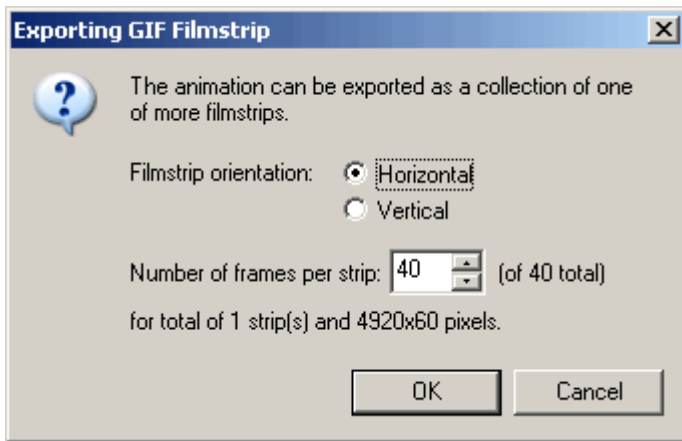 Exporting GIF Filmstrip
The animation can be exported as a collection of one
of more filmstrips.
Filmstrip orientation: Horizontal
Vertical
Number of frames per strip: 40 (of 40 total)
for total of 1 strip(s) and 4920x60 pixels.
OK Cancel